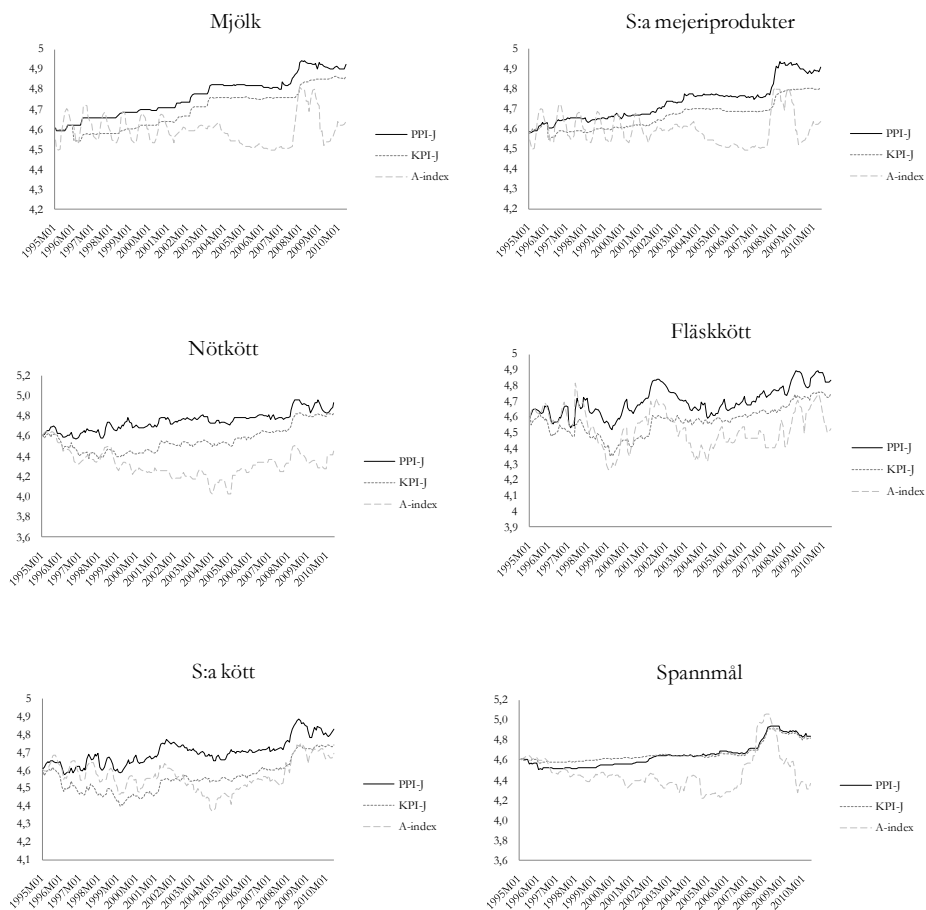 Mjölk
5
4,9
4,8
4,7
4,6
4,5
4,4
4,3
4,2
1995M01
1996M01
1997M01
1998M01
1999M01
2000M01
2001M01
2002M01
2003M01
2004M01
2005M01
2006M01
2007M01
2008M01
2009M01
2010M01
PPI-J
KPI-J
A-index
S:a mejeriprodukter
5
4,9
4,8
4,7
4,6
4,5
4,4
4,3
4,2
1995M01
1996M01
1997M01
1998M01
1999M01
2000M01
2001M01
2002M01
2003M01
2004M01
2005M01
2006M01
2007M01
2008M01
2009M01
2010M01
PPI-J
KPI-J
A-index
Nötkött
5,2
5,0
4,8
4,6
4,4
4,2
4,0
3,8
3,6
1995M01
1996M01
1997M01
1998M01
1999M01
2000M01
2001M01
2002M01
2003M01
2004M01
2005M01
2006M01
2007M01
2008M01
2009M01
2010M01
PPI-J
KPI-J
A-index
Fläskkött
5
4,9
4,8
4,7
4,6
4,5
4,4
4,3
4,2
4,1
4
3,9
1995M01
1996M01
1997M01
1998M01
1999M01
2000M01
2001M01
2002M01
2003M01
2004M01
2005M01
2006M01
2007M01
2008M01
2009M01
2010M01
PPI-J
KPI-J
A-index
S:a kött
5
4,9
4,8
4,7
4,6
4,5
4,4
4,3
4,2
4,1
1995M01
1996M01
1997M01
1998M01
1999M01
2000M01
2001M01
2002M01
2003M01
2004M01
2005M01
2006M01
2007M01
2008M01
2009M01
2010M01
PPI-J
KPI-J
A-index
Spannmål
5,2
5,0
4,8
4,6
4,4
4,2
4,0
3,8
3,6
1995M01
1996M01
1997M01
1998M01
1999M01
2000M01
2001M01
2002M01
2003M01
2004M01
2005M01
2006M01
2007M01
2008M01
2009M01
2010M01
PPI-J
KPI-J
A-index